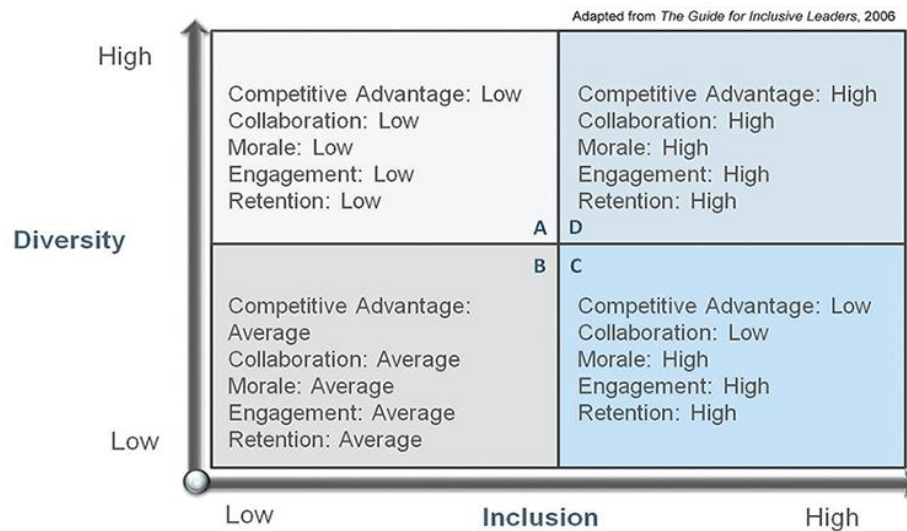 Adapted from The Guide for Inclusive Leaders, 2006
High
Competitive Advantage: Low
Collaboration: Low
Morale: Low
Engagement: Low
Retention: Low
A
Competitive Advantage: High
Collaboration: High
Morale: High
Engagement: High
Retention: High
D
Diversity
B
Competitive Advantage:
Average
Collaboration: Average
Morale: Average
Engagement: Average
Retention: Average
C
Competitive Advantage: Low
Collaboration: Low
Morale: High
Engagement: High
Retention: High
Low
Low
Inclusion
High